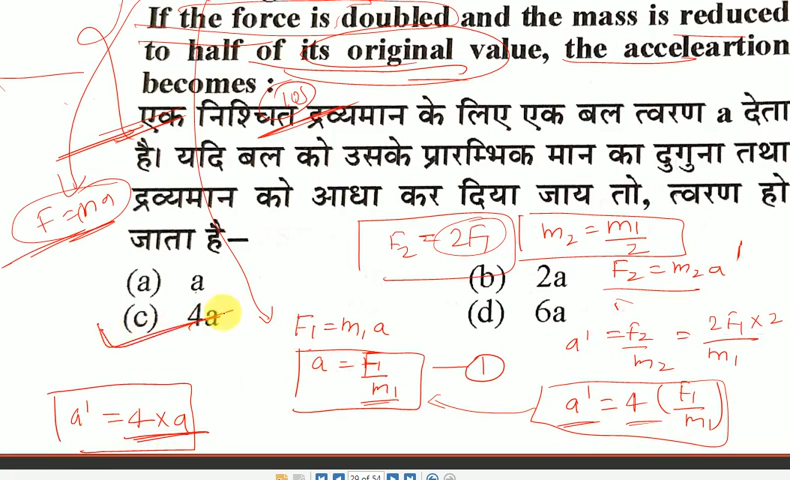 If the force is doubled and the mass is reduced
to half of its original value, the acceleartion
becomes :
एक निश्चित द्रव्यमान के लिए एक बल त्वरण a देता
है। यदि बल को उसके प्रारम्भिक मान का दुगुना तथा
द्रव्यमान को आधा कर दिया जाय तो, त्वरण हो
जाता है–
F = ma
F₂ = 2F₁
m₂ = m₁/2
(a) a
(b) 2a
F₂ = m₂a'
(c) 4a
(d) 6a
F₁ = m₁a
a' = F₂/m₂ = 2F₁×2/m₁
a = F₁/m₁ — ①
a' = 4 × a
a' = 4 (F₁/m₁)
29 of 54